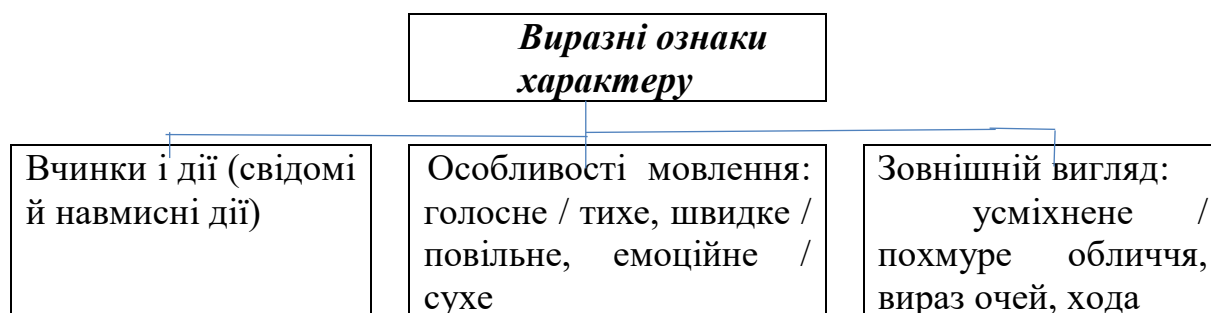 Виразні ознаки
характеру
Вчинки і дії (свідомі
й навмисні дії)
Особливості мовлення:
голосне / тихе, швидке /
повільне, емоційне /
сухе
Зовнішній вигляд:
усміхнене /
похмуре обличчя,
вираз очей, хода